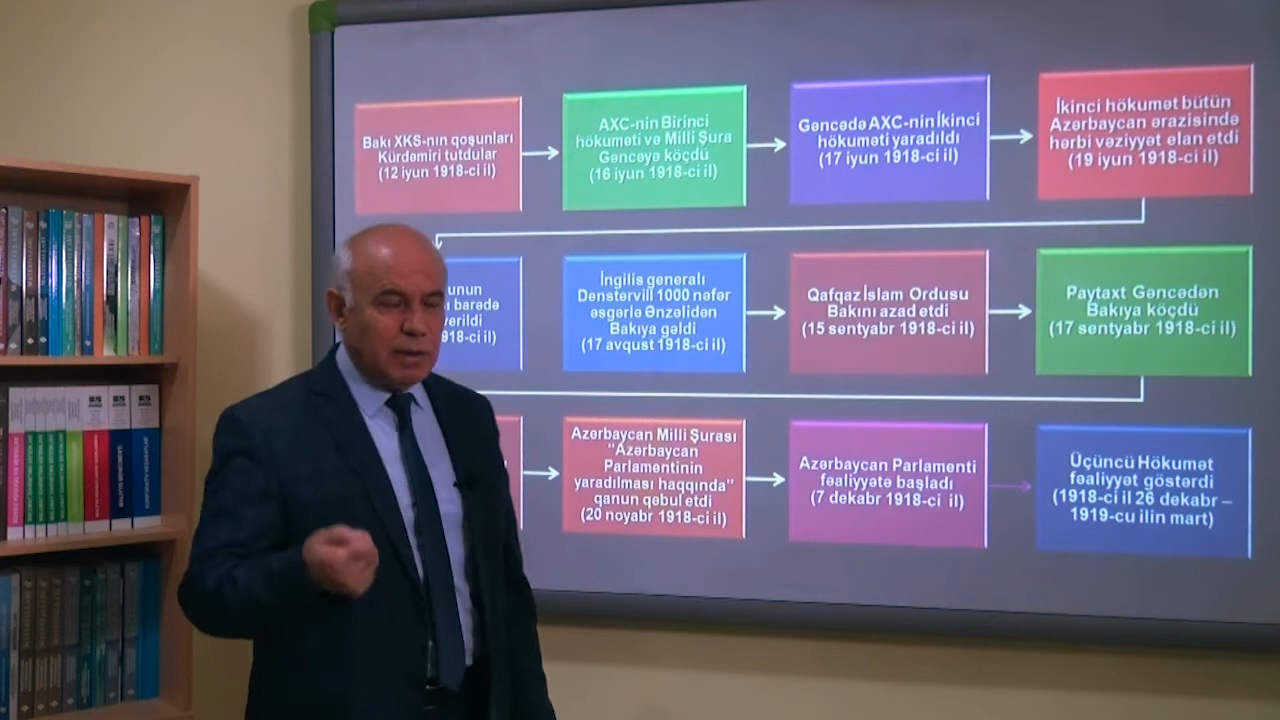 Bakı XKS-nın qoşunları
Kürdəmiri tutdular
(12 iyun 1918-ci il)
AXC-nin Birinci
hökuməti və Milli Şura
Gəncəyə köçdü
(16 iyun 1918-ci il)
Gəncədə AXC-nin İkinci
hökuməti yaradıldı
(17 iyun 1918-ci il)
İkinci hökumət bütün
Azərbaycan ərazisində
hərbi vəziyyət elan etdi
(19 iyun 1918-ci il)
unun
barədə
verildi
918-ci il)
İngilis generalı
Denstervill 1000 nəfər
əsgərlə Ənzəlidən
Bakıya gəldi
(17 avqust 1918-ci il)
Qafqaz İslam Ordusu
Bakını azad etdi
(15 sentyabr 1918-ci il)
Paytaxt Gəncədən
Bakıya köçdü
(17 sentyabr 1918-ci il)
Azərbaycan Milli Şurası
"Azərbaycan
Parlamentinin
yaradılması haqqında"
qanun qəbul etdi
(20 noyabr 1918-ci il)
Azərbaycan Parlamenti
fəaliyyətə başladı
(7 dekabr 1918-ci il)
Üçüncü Hökumət
fəaliyyət göstərdi
(1918-ci il 26 dekabr –
1919-cu ilin mart)